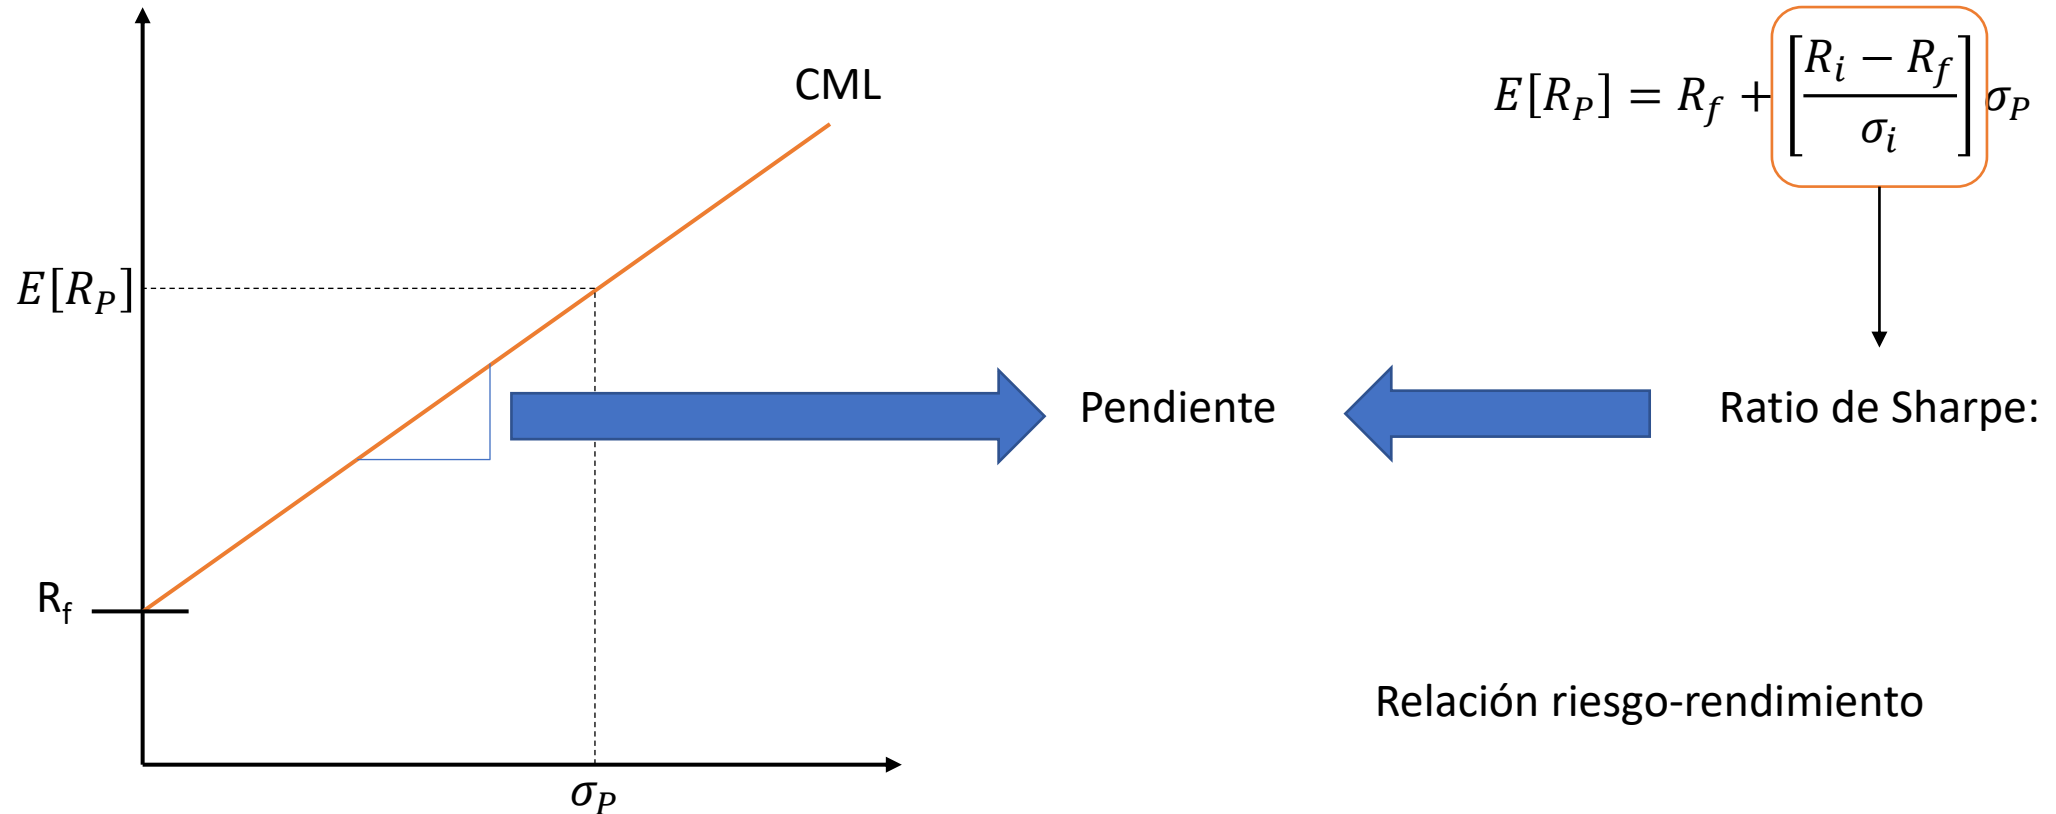 CML
E[R_P] = R_f + [(R_i − R_f)/σ_i] σ_P
E[R_P]
Pendiente
Ratio de Sharpe:
R_f
Relación riesgo-rendimiento
σ_P